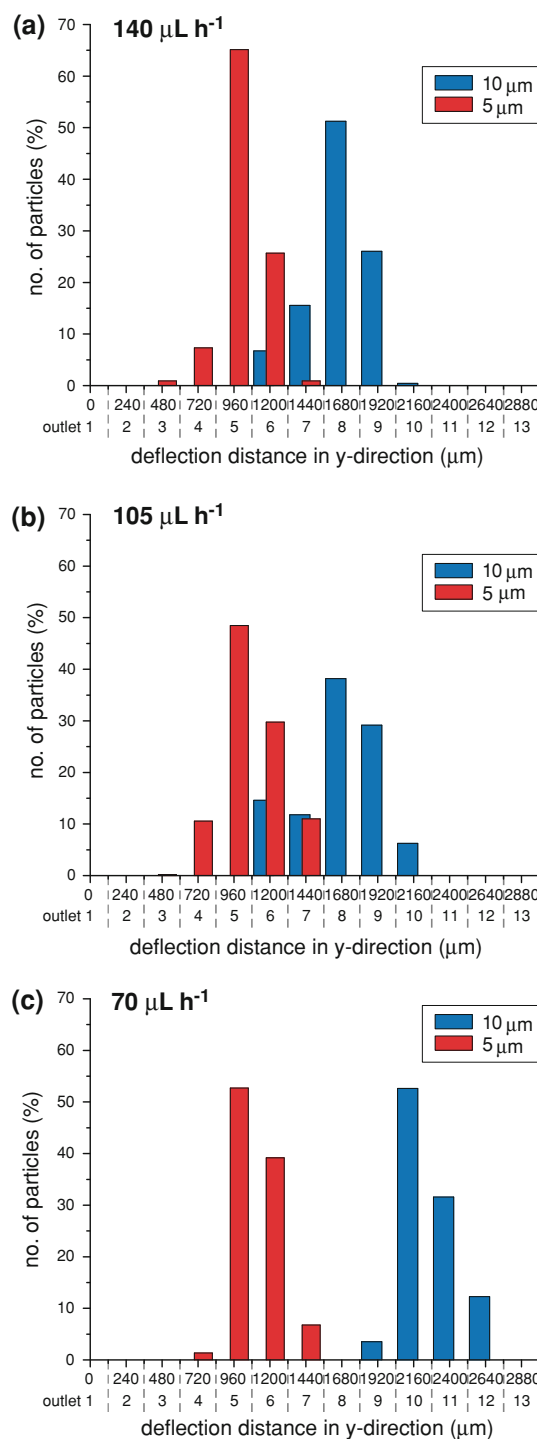 (a) 140 μL h-1
70
60
50
40
30
20
10
0
no. of particles (%)
10 μm
5 μm
0 240 480 720 960 1200 1440 1680 1920 2160 2400 2640 2880
outlet 1 2 3 4 5 6 7 8 9 10 11 12 13
deflection distance in y-direction (μm)
(b) 105 μL h-1
70
60
50
40
30
20
10
0
no. of particles (%)
10 μm
5 μm
0 240 480 720 960 1200 1440 1680 1920 2160 2400 2640 2880
outlet 1 2 3 4 5 6 7 8 9 10 11 12 13
deflection distance in y-direction (μm)
(c) 70 μL h-1
70
60
50
40
30
20
10
0
no. of particles (%)
10 μm
5 μm
0 240 480 720 960 1200 1440 1680 1920 2160 2400 2640 2880
outlet 1 2 3 4 5 6 7 8 9 10 11 12 13
deflection distance in y-direction (μm)